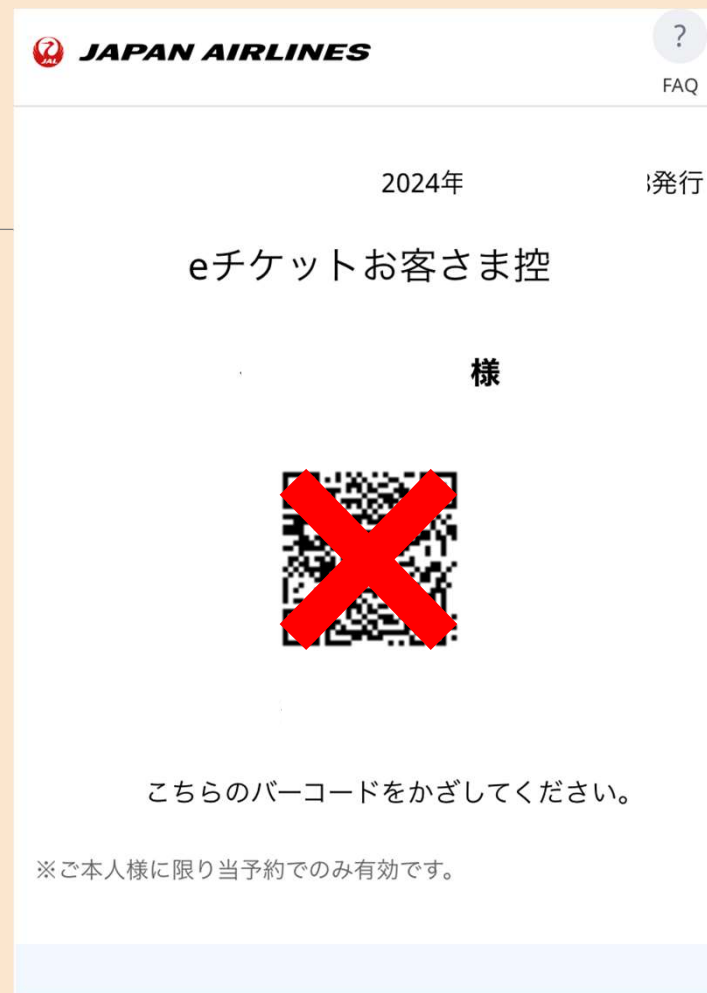 JAL
JAPAN AIRLINES
?
FAQ
2024年
発行
eチケットお客さま控
様
こちらのバーコードをかざしてください。
※ご本人様に限り当予約でのみ有効です。